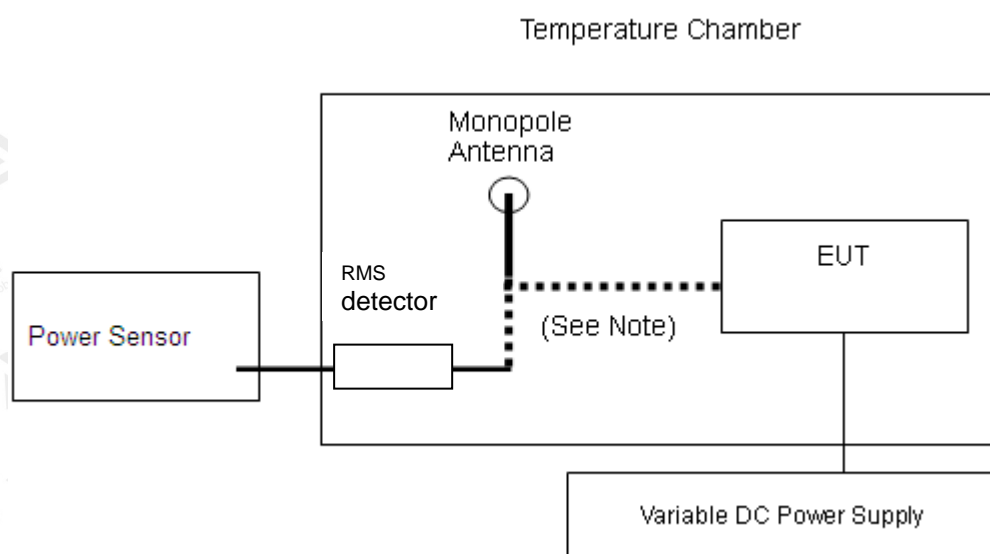 Temperature Chamber
Monopole
Antenna
EUT
RMS
detector
(See Note)
Power Sensor
Variable DC Power Supply